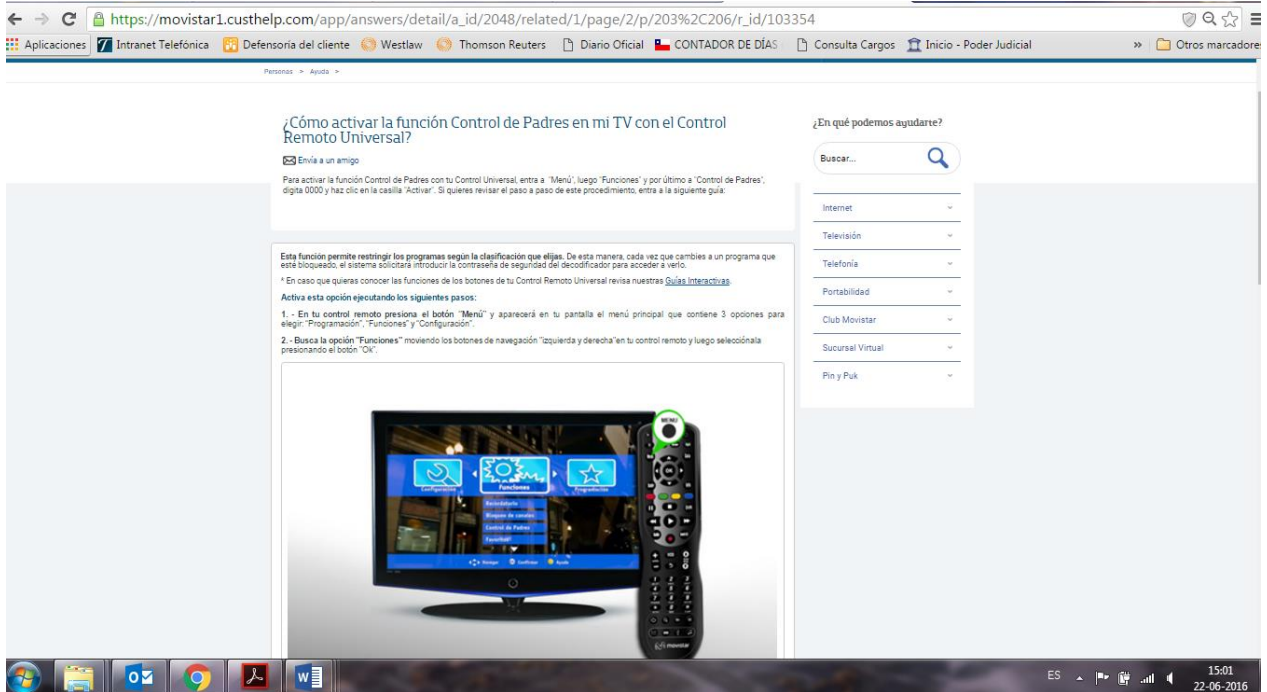 https://movistar1.custhelp.com/app/answers/detail/a_id/2048/related/1/page/2/p/203%2C206/r_id/103354
Aplicaciones Intranet Telefónica Defensoría del cliente Westlaw Thomson Reuters Diario Oficial CONTADOR DE DÍAS Consulta Cargos Inicio - Poder Judicial » Otros marcadores
Personas > Ayuda >
¿Cómo activar la función Control de Padres en mi TV con el Control
Remoto Universal?
Envía a un amigo
Para activar la función Control de Padres con tu Control Universal, entra a 'Menú', luego 'Funciones' y por último a 'Control de Padres',
digita 0000 y haz clic en la casilla 'Activar'. Si quieres revisar el paso a paso de este procedimiento, entra a la siguiente guía:
¿En qué podemos ayudarte?
Buscar...
Internet
Televisión
Telefonía
Portabilidad
Club Movistar
Sucursal Virtual
Pin y Puk
Esta función permite restringir los programas según la clasificación que elijas. De esta manera, cada vez que cambies a un programa que
esté bloqueado, el sistema solicitará introducir la contraseña de seguridad del decodificador para acceder a verlo.
* En caso que quieras conocer las funciones de los botones de tu Control Remoto Universal revisa nuestras Guías Interactivas.
Activa esta opción ejecutando los siguientes pasos:
1. - En tu control remoto presiona el botón "Menú" y aparecerá en tu pantalla el menú principal que contiene 3 opciones para
elegir: "Programación", "Funciones" y "Configuración".
2. - Busca la opción "Funciones" moviendo los botones de navegación "izquierda y derecha"en tu control remoto y luego selecciónala
presionando el botón "Ok".
MENU
OK
Configuración Funciones Programación
Recordatorio
Bloqueo de canales
Control de Padres
Favoritos
Navegar Confirmar Ayuda
movistar
ES
15:01
22-06-2016